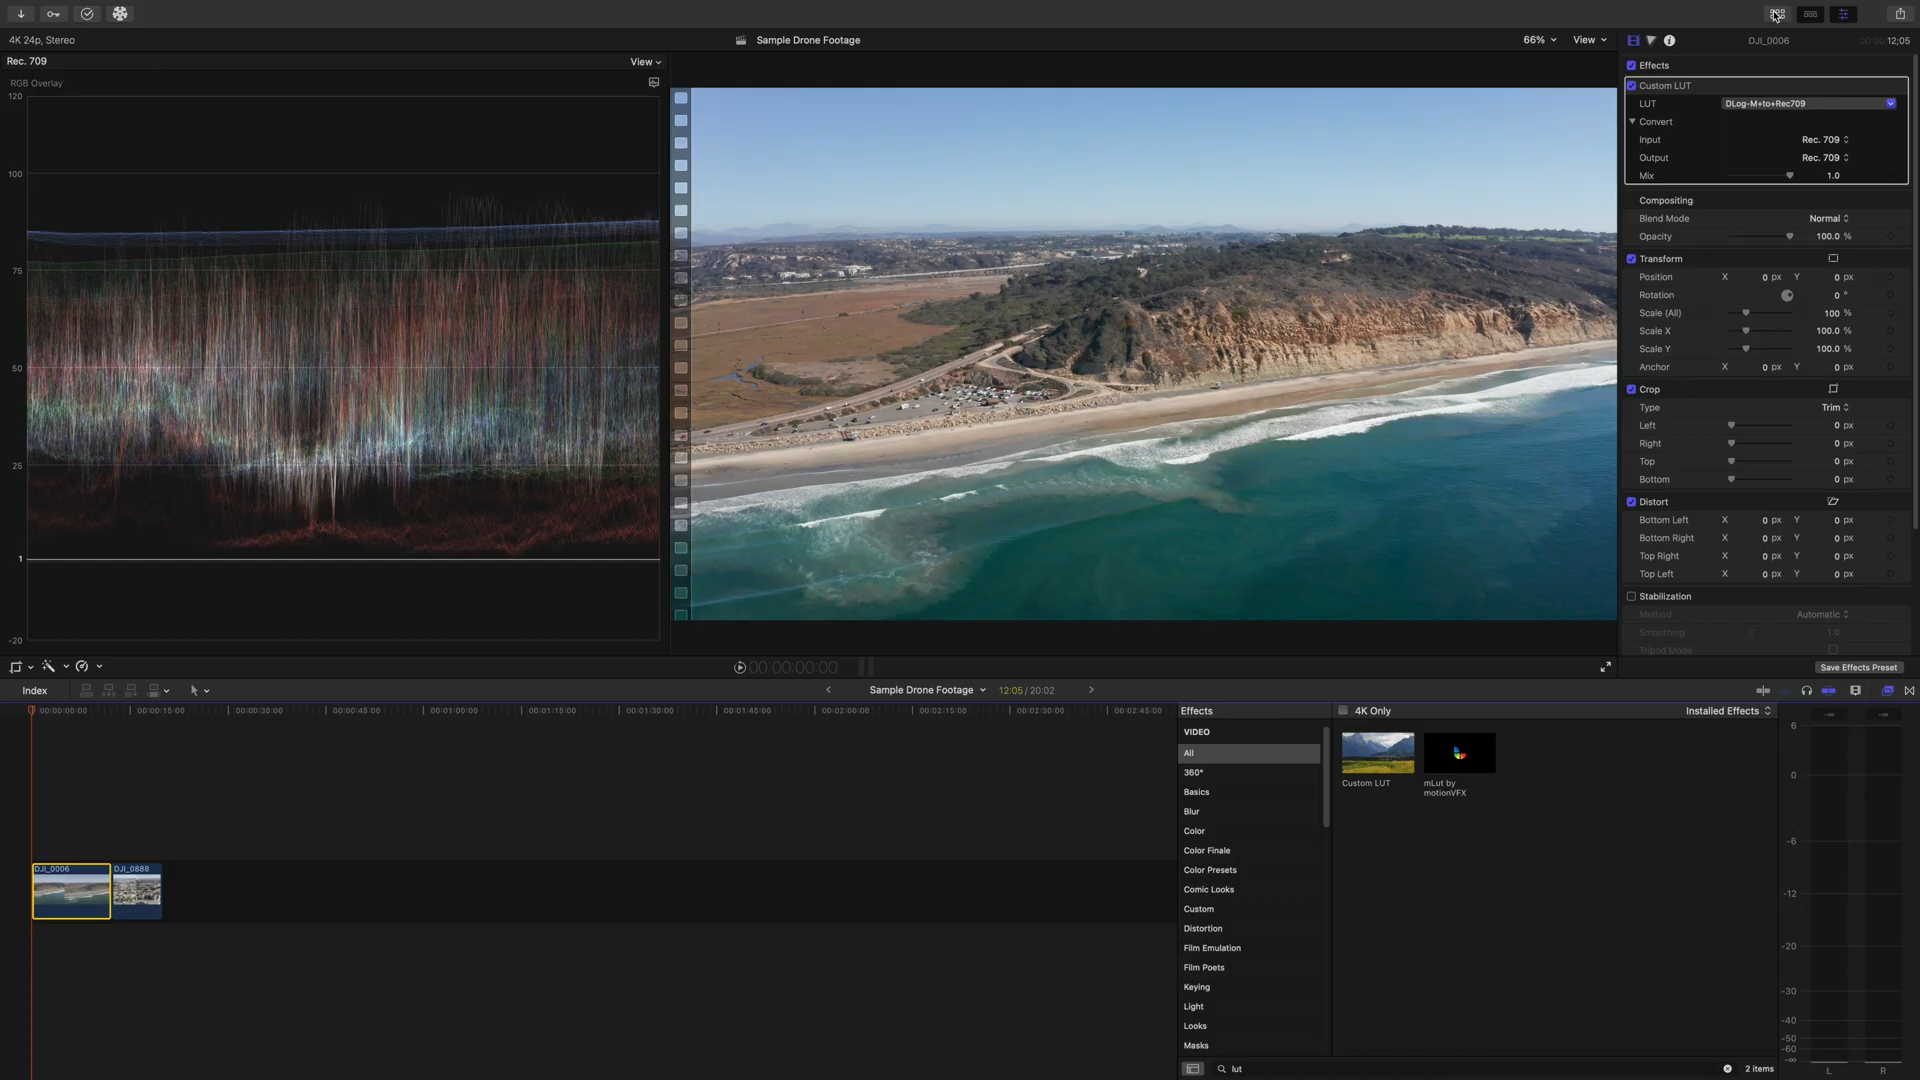 4K 24p, Stereo
Sample Drone Footage
66%
View
DJI_0006
00:00:12;05
Rec. 709
View
RGB Overlay
120
100
75
50
25
1
-20
Effects
Custom LUT
LUT
DLog-M+to+Rec709
Convert
Input
Rec. 709
Output
Rec. 709
Mix
1.0
Compositing
Blend Mode
Normal
Opacity
100.0 %
Transform
Position
X 0 px Y 0 px
Rotation
0 °
Scale (All)
100 %
Scale X
100.0 %
Scale Y
100.0 %
Anchor
X 0 px Y 0 px
Crop
Type
Trim
Left
0 px
Right
0 px
Top
0 px
Bottom
0 px
Distort
Bottom Left
X 0 px Y 0 px
Bottom Right
X 0 px Y 0 px
Top Right
X 0 px Y 0 px
Top Left
X 0 px Y 0 px
Stabilization
Method
Automatic
Smoothing
1.0
Tripod Mode
Save Effects Preset
00:00:00:00
Index
Sample Drone Footage
12:05 / 20:02
00:00:00:00
00:00:15:00
00:00:30:00
00:00:45:00
00:01:00:00
00:01:15:00
00:01:30:00
00:01:45:00
00:02:00:00
00:02:15:00
00:02:30:00
00:02:45:00
DJI_0006
DJI_0888
Effects
4K Only
Installed Effects
VIDEO
All
360°
Basics
Blur
Color
Color Finale
Color Presets
Comic Looks
Custom
Distortion
Film Emulation
Film Poets
Keying
Light
Looks
Masks
Custom LUT
mLut by
motionVFX
lut
2 items
-∞ -∞
6
0
-6
-12
-20
-30
-40
-50
-60
-∞
L R